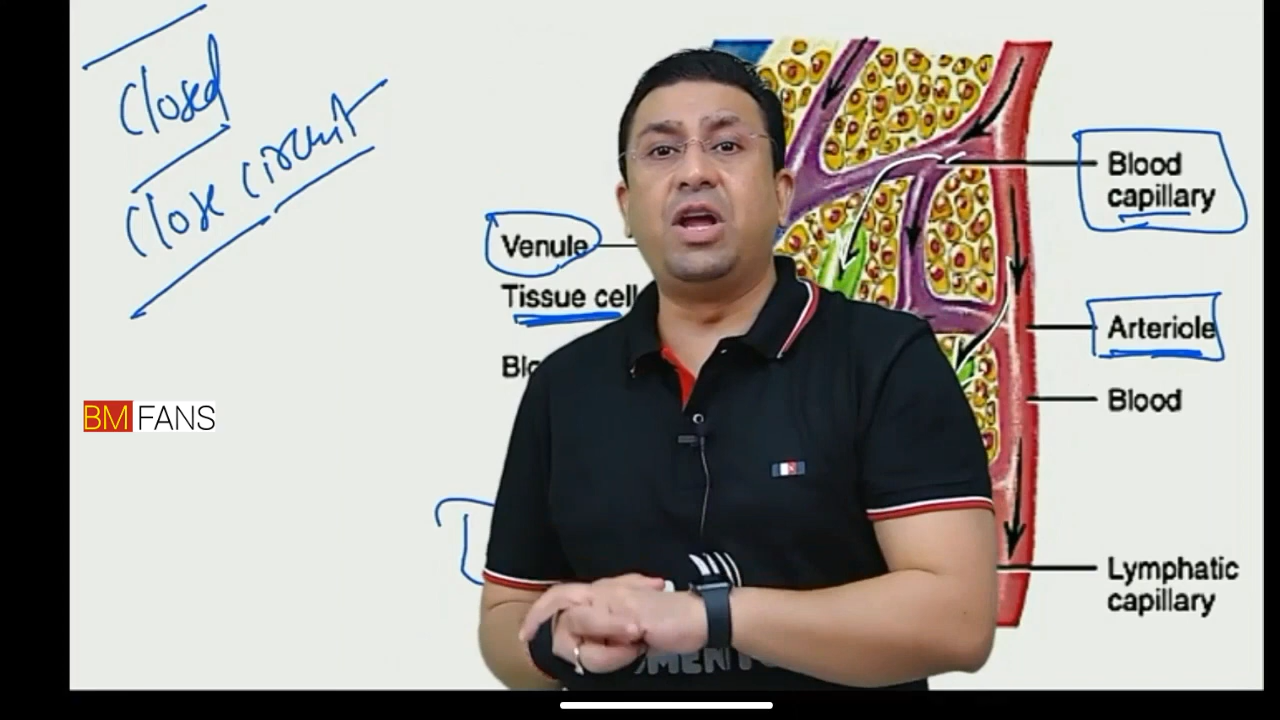 Closed
Close circuit
Blood
capillary
Venule
Tissue cell
Arteriole
Blood
BM FANS
Lymphatic
capillary